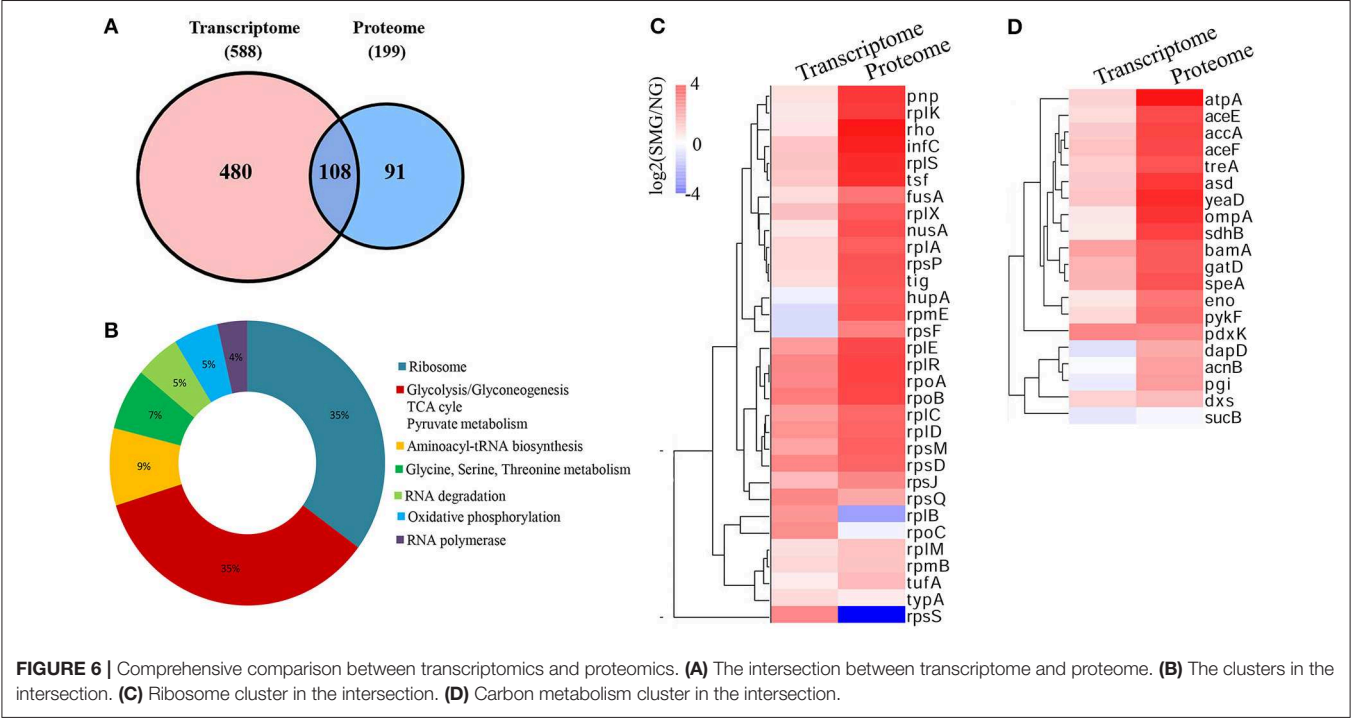 A
Transcriptome
(588)
Proteome
(199)
480
108
91
B
35%
35%
9%
7%
5%
5%
4%
Ribosome
Glycolysis/Glyconeogenesis
TCA cyle
Pyruvate metabolism
Aminoacyl-tRNA biosynthesis
Glycine, Serine, Threonine metabolism
RNA degradation
Oxidative phosphorylation
RNA polymerase
C
Transcriptome
Proteome
4
0
-4
log2(SMG/NG)
pnp
rplK
rho
infC
rplS
tsf
fusA
rplX
nusA
rplA
rpsP
tig
hupA
rpmE
rpsF
rplE
rplR
rpoA
rpoB
rplC
rplD
rpsM
rpsD
rpsJ
rpsQ
rplB
rpoC
rplM
rpmB
tufA
typA
rpsS
D
Transcriptome
Proteome
atpA
aceE
accA
aceF
treA
asd
yeaD
ompA
sdhB
bamA
gatD
speA
eno
pykF
pdxK
dapD
acnB
pgi
dxs
sucB
FIGURE 6 | Comprehensive comparison between transcriptomics and proteomics. (A) The intersection between transcriptome and proteome. (B) The clusters in the
intersection. (C) Ribosome cluster in the intersection. (D) Carbon metabolism cluster in the intersection.